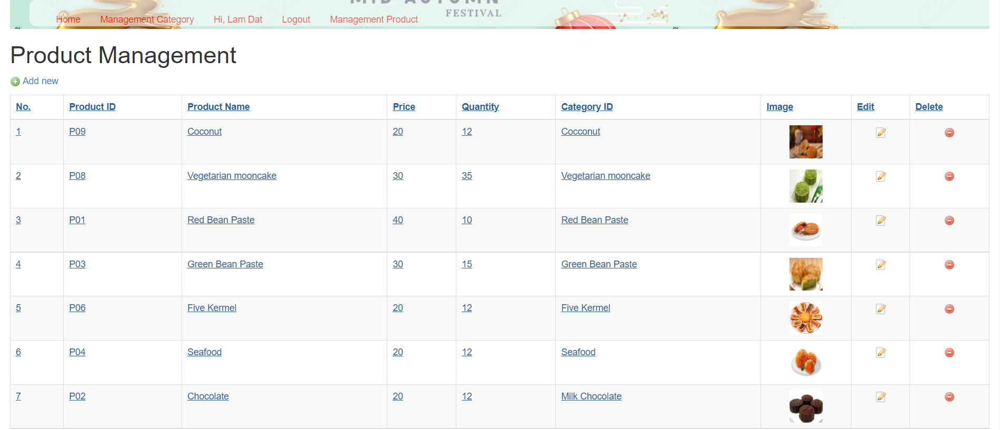 MID AUTUMN
FESTIVAL
Home Management Category Hi, Lam Dat Logout Management Product
Product Management
Add new
No. Product ID Product Name Price Quantity Category ID Image Edit Delete
1 P09 Coconut 20 12 Cocconut
2 P08 Vegetarian mooncake 30 35 Vegetarian mooncake
3 P01 Red Bean Paste 40 10 Red Bean Paste
4 P03 Green Bean Paste 30 15 Green Bean Paste
5 P06 Five Kermel 20 12 Five Kermel
6 P04 Seafood 20 12 Seafood
7 P02 Chocolate 20 12 Milk Chocolate